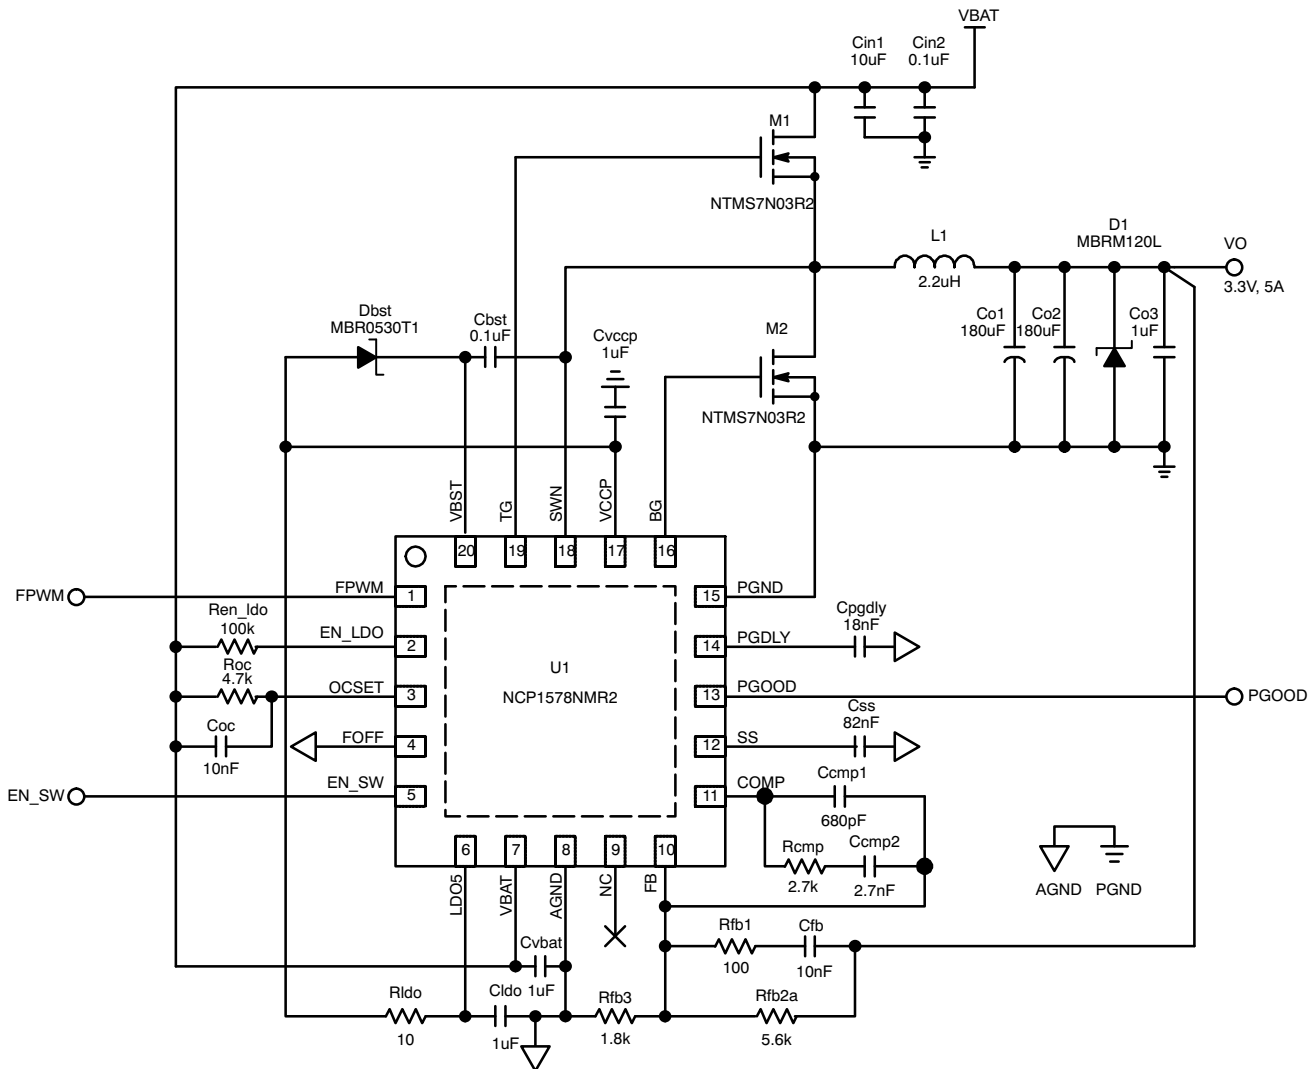 VBAT
Cin1
10uF
Cin2
0.1uF
M1
NTMS7N03R2
L1
2.2uH
D1
MBRM120L
VO
3.3V, 5A
Dbst
MBR0530T1
Cbst
0.1uF
Cvccp
1uF
M2
NTMS7N03R2
Co1
180uF
Co2
180uF
Co3
1uF
VBST
TG
SWN
VCCP
BG
20
19
18
17
16
FPWM
FPWM
1
15
PGND
Ren_ldo
100k
EN_LDO
2
14
PGDLY
Cpgdly
18nF
Roc
4.7k
OCSET
3
U1
NCP1578NMR2
13
PGOOD
PGOOD
Coc
10nF
FOFF
4
12
SS
Css
82nF
EN_SW
EN_SW
5
11
COMP
Ccmp1
680pF
Rcmp
2.7k
Ccmp2
2.7nF
6
7
8
9
10
LDO5
VBAT
AGND
NC
FB
AGND
PGND
Cvbat
1uF
Rfb1
100
Cfb
10nF
Rldo
10
Cldo
1uF
Rfb3
1.8k
Rfb2a
5.6k